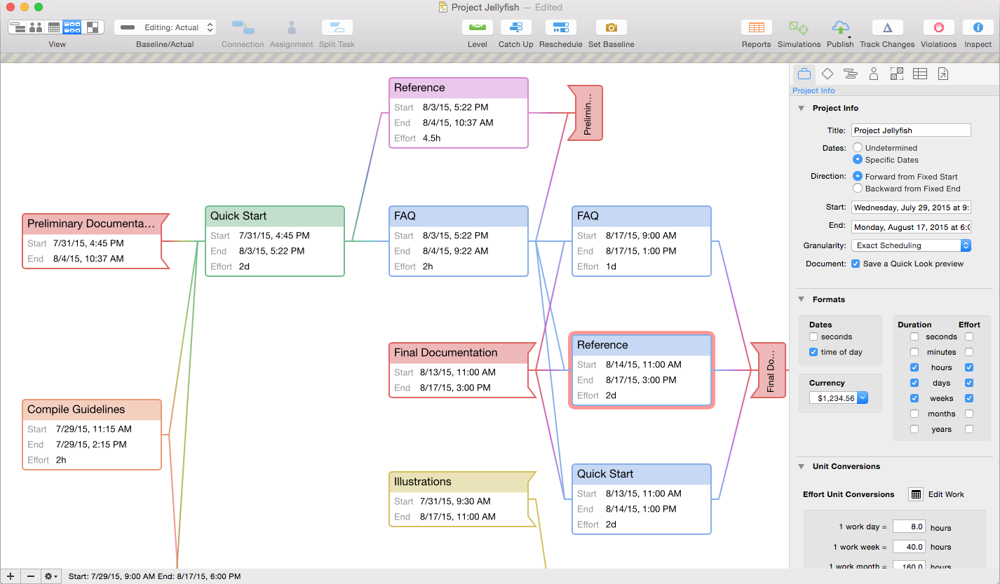 Project Jellyfish — Edited
Editing: Actual
View
Baseline/Actual
Connection
Assignment
Split Task
Level
Catch Up
Reschedule
Set Baseline
Reports
Simulations
Publish
Track Changes
Violations
Inspect
Reference
Start 8/3/15, 5:22 PM
End 8/4/15, 10:37 AM
Effort 4.5h
Prelimin…
Preliminary Documenta…
Start 7/31/15, 4:45 PM
End 8/4/15, 10:37 AM
Quick Start
Start 7/31/15, 4:45 PM
End 8/3/15, 5:22 PM
Effort 2d
FAQ
Start 8/3/15, 5:22 PM
End 8/4/15, 9:22 AM
Effort 2h
FAQ
Start 8/17/15, 9:00 AM
End 8/17/15, 1:00 PM
Effort 1d
Final Documentation
Start 8/13/15, 11:00 AM
End 8/17/15, 3:00 PM
Reference
Start 8/14/15, 11:00 AM
End 8/17/15, 3:00 PM
Effort 2d
Final Do…
Compile Guidelines
Start 7/29/15, 11:15 AM
End 7/29/15, 2:15 PM
Effort 2h
Illustrations
Start 7/31/15, 9:30 AM
End 8/17/15, 11:00 AM
Quick Start
Start 8/13/15, 11:00 AM
End 8/14/15, 1:00 PM
Effort 2d
Project Info
Project Info
Title: Project Jellyfish
Dates: Undetermined
Specific Dates
Direction: Forward from Fixed Start
Backward from Fixed End
Start: Wednesday, July 29, 2015 at 9:
End: Monday, August 17, 2015 at 6:0
Granularity: Exact Scheduling
Document: Save a Quick Look preview
Formats
Dates
seconds
time of day
Currency
$1,234.56
Duration Effort
seconds
minutes
hours
days
weeks
months
years
Unit Conversions
Effort Unit Conversions Edit Work
1 work day = 8.0 hours
1 work week = 40.0 hours
1 work month = 160.0 hours
Start: 7/29/15, 9:00 AM End: 8/17/15, 6:00 PM